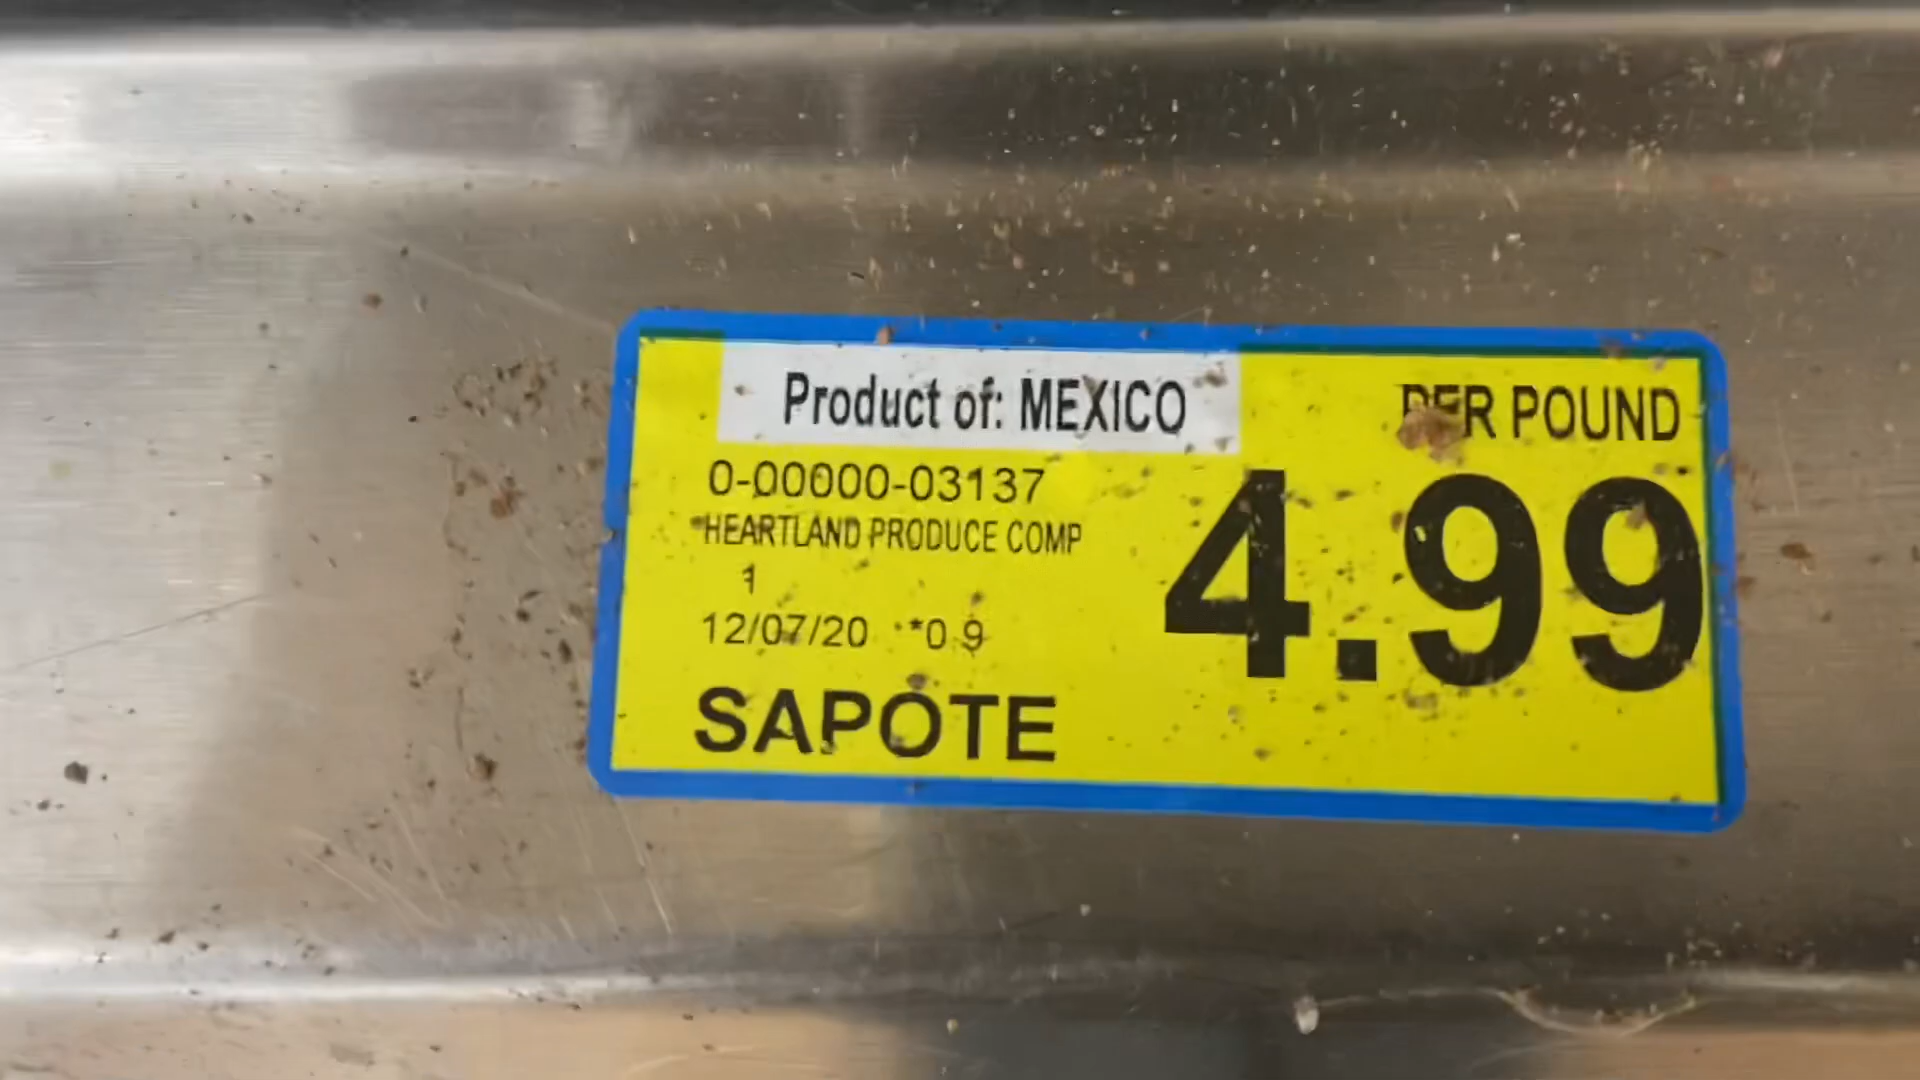 Product of: MEXICO
PER POUND
0-00000-03137
4.99
HEARTLAND PRODUCE COMP
1
12/07/20 **0.9
SAPOTE